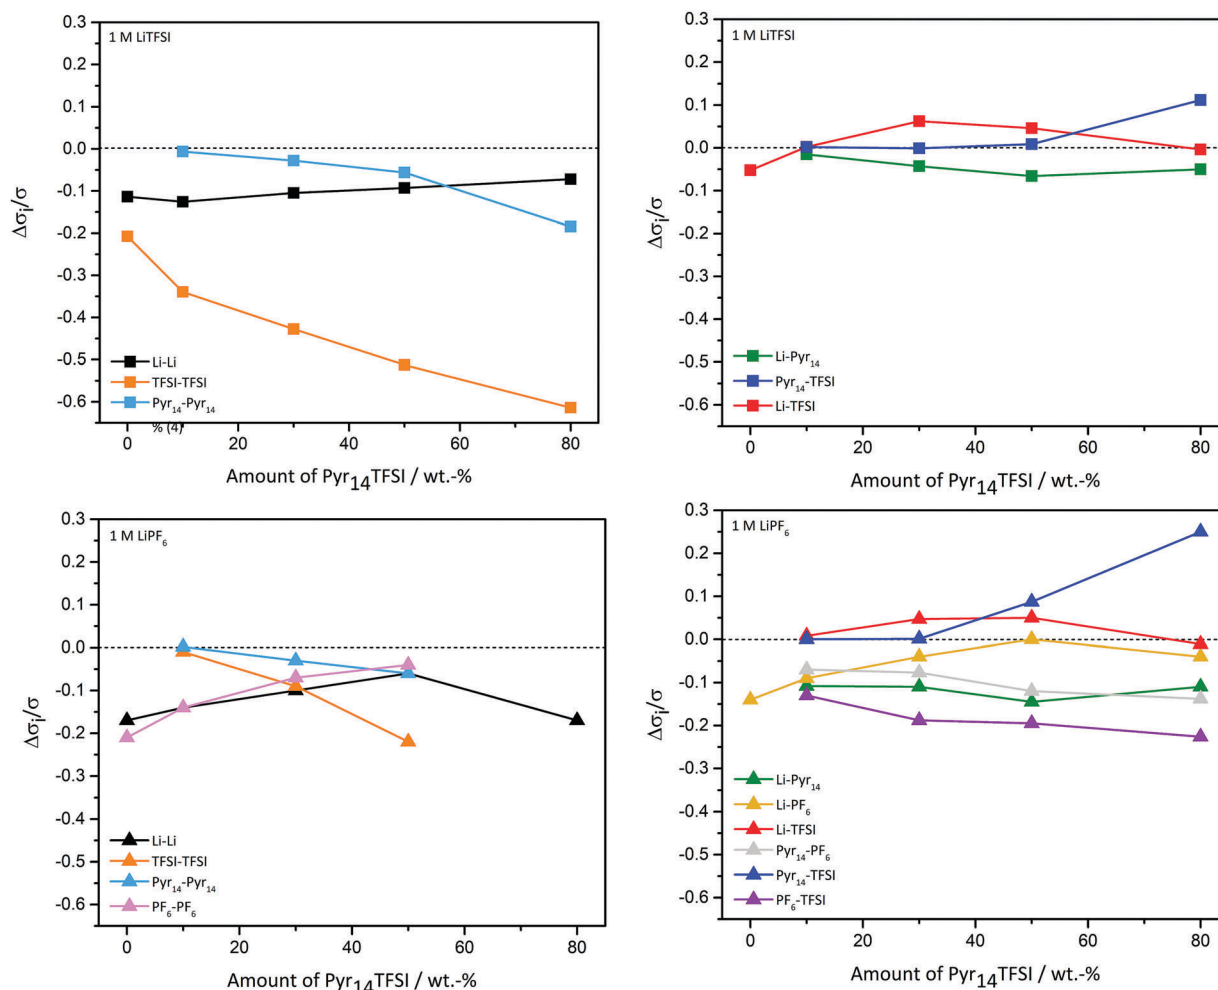 1 M LiTFSI
0.3
0.2
0.1
0.0
-0.1
-0.2
-0.3
-0.4
-0.5
-0.6
Δσi/σ
Li-Li
TFSI-TFSI
Pyr14-Pyr14
% (4)
0 20 40 60 80
Amount of Pyr14TFSI / wt.-%
1 M LiTFSI
0.3
0.2
0.1
0.0
-0.1
-0.2
-0.3
-0.4
-0.5
-0.6
Δσi/σ
Li-Pyr14
Pyr14-TFSI
Li-TFSI
0 20 40 60 80
Amount of Pyr14TFSI / wt.-%
1 M LiPF6
0.3
0.2
0.1
0.0
-0.1
-0.2
-0.3
-0.4
-0.5
-0.6
Δσi/σ
Li-Li
TFSI-TFSI
Pyr14-Pyr14
PF6-PF6
0 20 40 60 80
Amount of Pyr14TFSI / wt.-%
1 M LiPF6
0.3
0.2
0.1
0.0
-0.1
-0.2
-0.3
-0.4
-0.5
-0.6
Δσi/σ
Li-Pyr14
Li-PF6
Li-TFSI
Pyr14-PF6
Pyr14-TFSI
PF6-TFSI
0 20 40 60 80
Amount of Pyr14TFSI / wt.-%